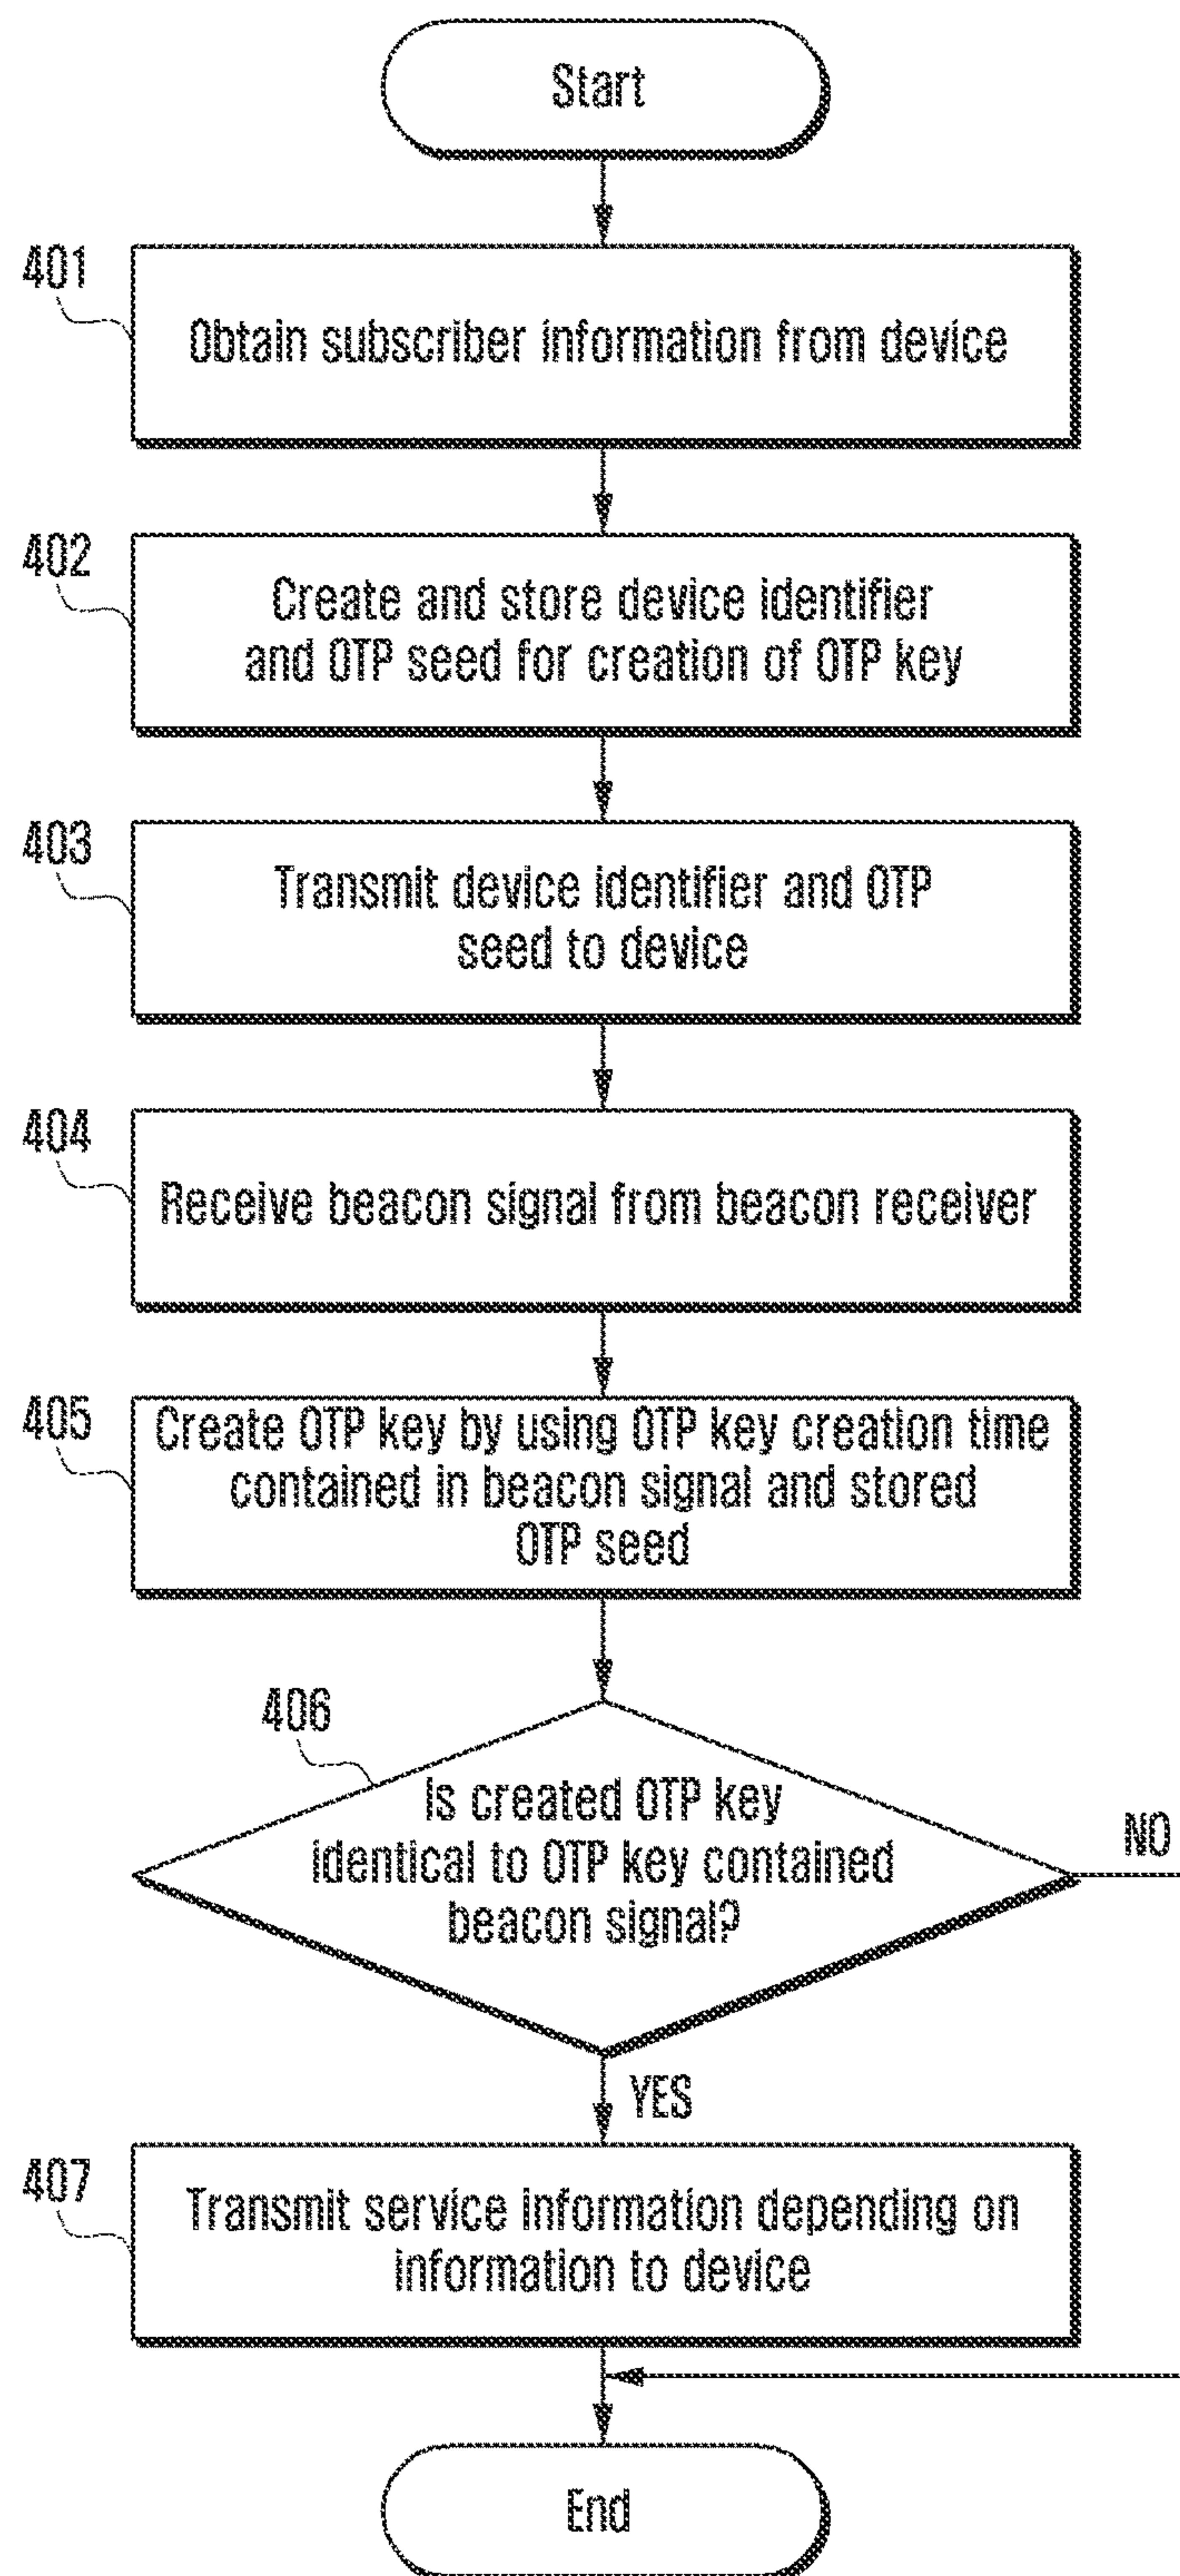 Start
401
Obtain subscriber information from device
402
Create and store device identifier
and OTP seed for creation of OTP key
403
Transmit device identifier and OTP
seed to device
404
Receive beacon signal from beacon receiver
405
Create OTP key by using OTP key creation time
contained in beacon signal and stored
OTP seed
406
Is created OTP key
identical to OTP key contained
beacon signal?
NO
YES
407
Transmit service information depending on
information to device
End